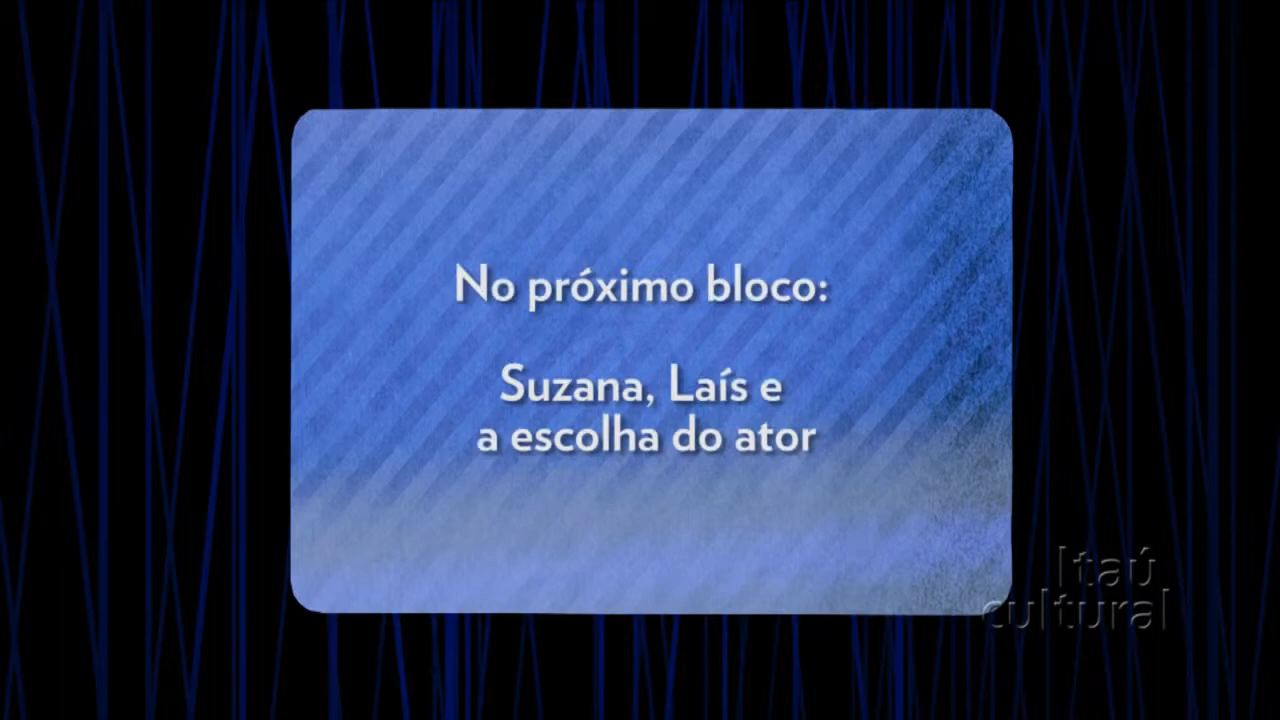 No próximo bloco:
Suzana, Laís e
a escolha do ator
Itaú
cultural